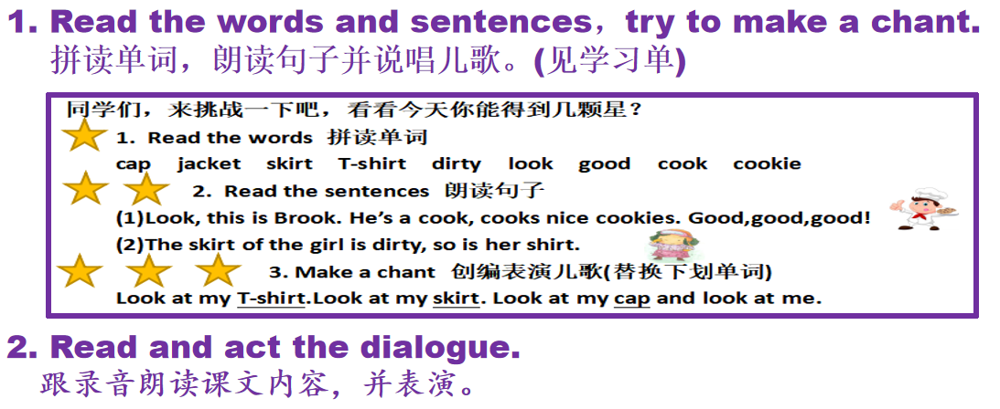 1. Read the words and sentences，try to make a chant.
拼读单词，朗读句子并说唱儿歌。(见学习单)
同学们，来挑战一下吧，看看今天你能得到几颗星？
1. Read the words 拼读单词
cap jacket skirt T-shirt dirty look good cook cookie
2. Read the sentences 朗读句子
(1)Look, this is Brook. He's a cook, cooks nice cookies. Good,good,good!
(2)The skirt of the girl is dirty, so is her shirt.
3. Make a chant 创编表演儿歌(替换下划单词)
Look at my T-shirt.Look at my skirt. Look at my cap and look at me.
2. Read and act the dialogue.
跟录音朗读课文内容，并表演。